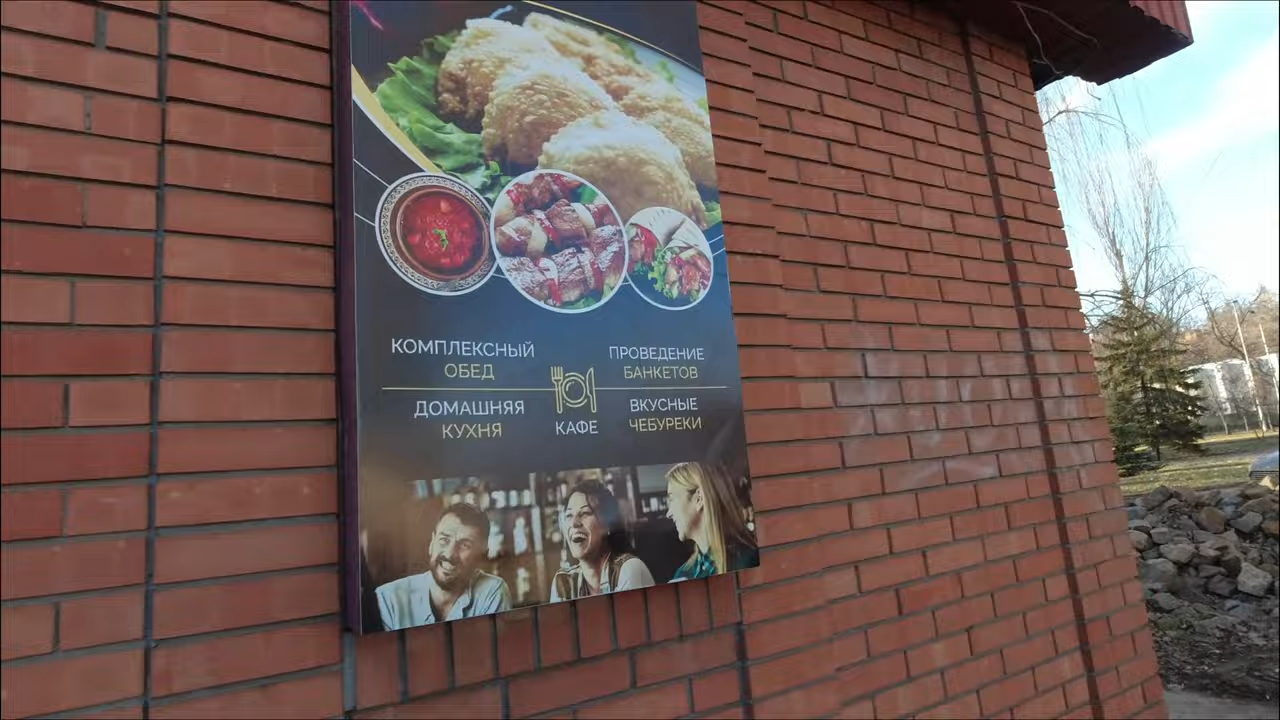 КОМПЛЕКСНЫЙ
ОБЕД
ПРОВЕДЕНИЕ
БАНКЕТОВ
ДОМАШНЯЯ
КУХНЯ
КАФЕ
ВКУСНЫЕ
ЧЕБУРЕКИ